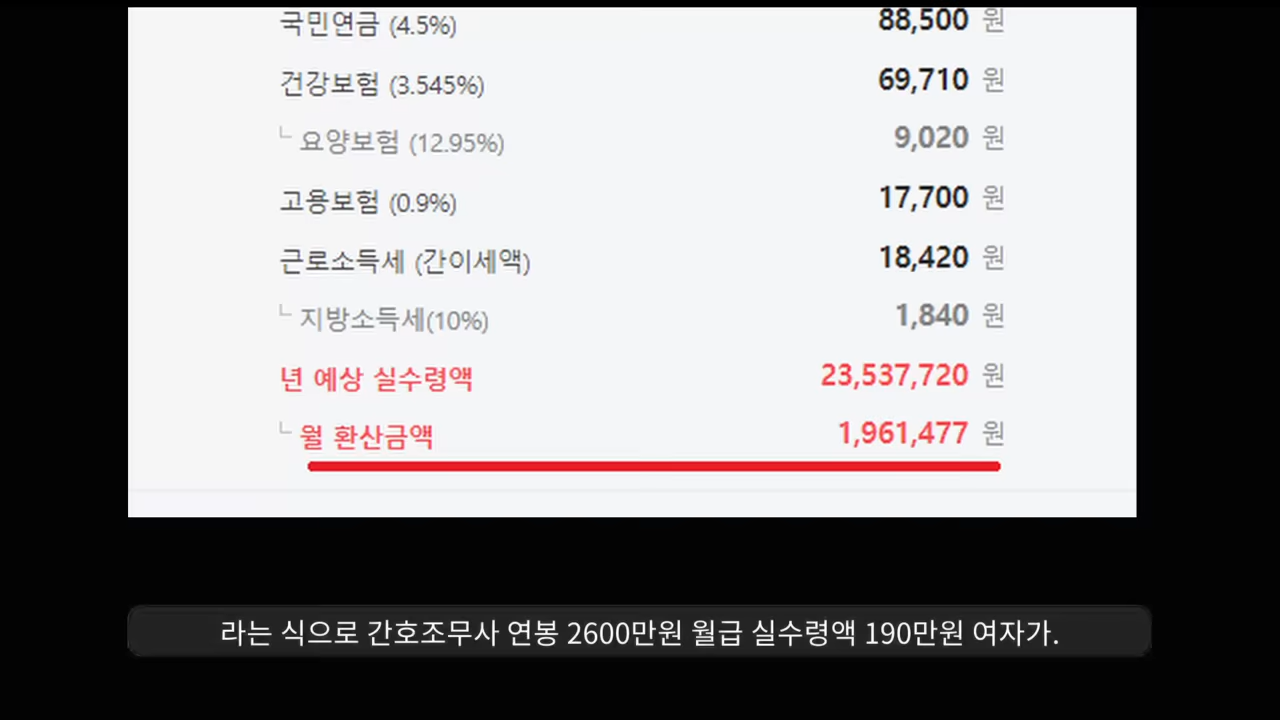 국민연금 (4.5%) 88,500 원
건강보험 (3.545%) 69,710 원
└ 요양보험 (12.95%) 9,020 원
고용보험 (0.9%) 17,700 원
근로소득세 (간이세액) 18,420 원
└ 지방소득세(10%) 1,840 원
년 예상 실수령액 23,537,720 원
└ 월 환산금액 1,961,477 원
라는 식으로 간호조무사 연봉 2600만원 월급 실수령액 190만원 여자가.